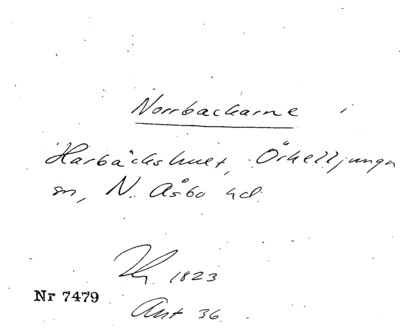 Norrbackarne i
Harbäckshult, Örkelljunga
sn, N. Åsbo hd.
1823
Nr 7479
Akt 36.